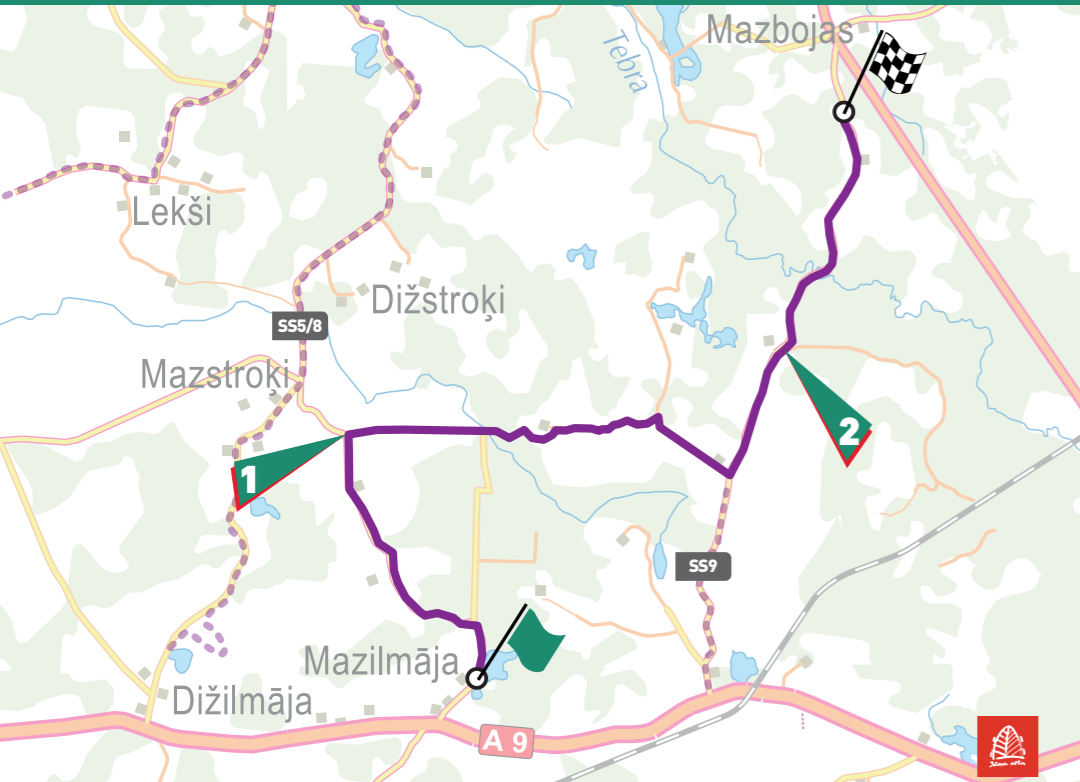 Mazbojas
Tebra
Lekši
Dižstroķi
SS5/8
Mazstroķi
1
2
SS9
Mazilmāja
Dižilmāja
A 9